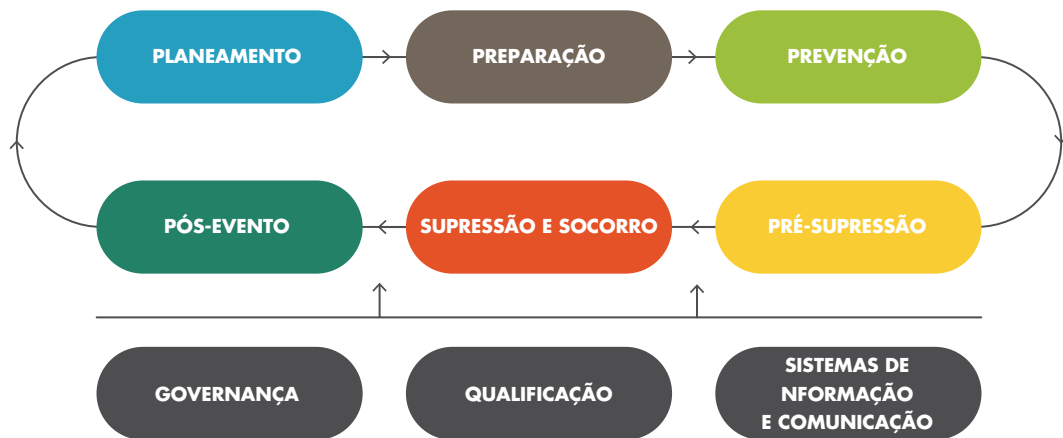 PLANEAMENTO
PREPARAÇÃO
PREVENÇÃO
PÓS-EVENTO
SUPRESSÃO E SOCORRO
PRÉ-SUPRESSÃO
GOVERNANÇA
QUALIFICAÇÃO
SISTEMAS DE
NFORMAÇÃO
E COMUNICAÇÃO